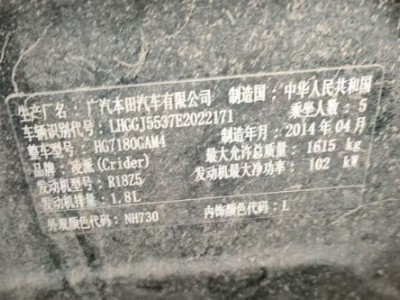 生产厂名：广汽本田汽车有限公司 制造国：中华人民共和国
车辆识别代号：LHGGJ5537E2022171 乘坐人数：5
整车型号：HG7180GAM4 制造年月：2014年04月
品牌：凌派(Crider) 最大允许总质量：1615 kg
发动机型号：R18Z5 发动机最大净功率：102 kW
发动机排量：1.8L
外观颜色代码：NH730 内饰颜色代码：L